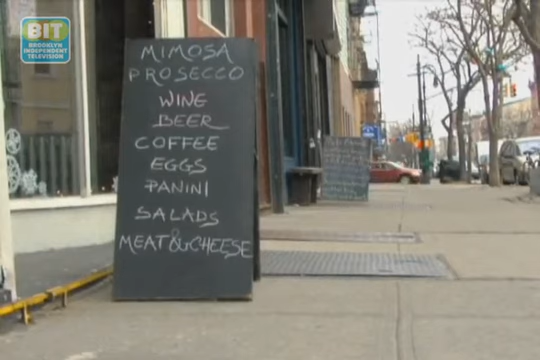 BIT
BROOKLYN
INDEPENDENT
TELEVISION
MIMOSA
PROSECCO
WINE
BEER
COFFEE
EGGS
PANINI
SALADS
MEAT&CHEESE